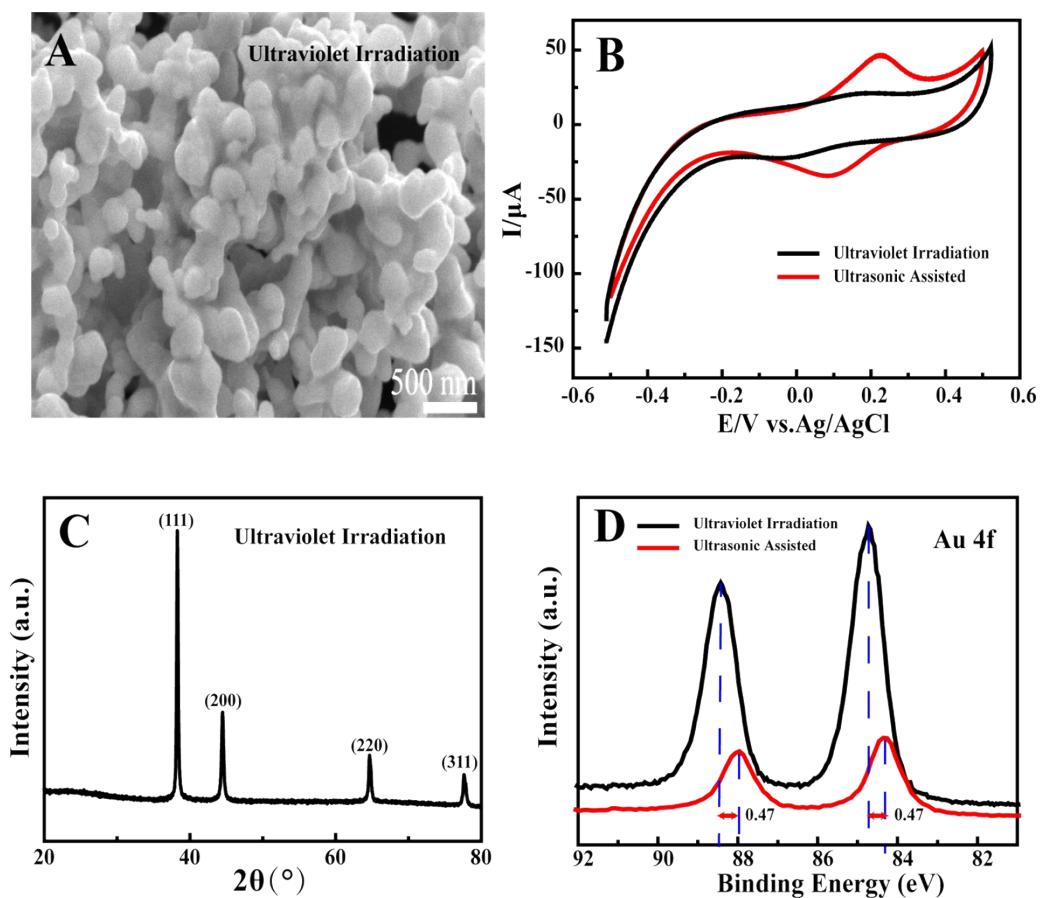 A
Ultraviolet Irradiation
500 nm
B
50
0
-50
-100
-150
I/μA
Ultraviolet Irradiation
Ultrasonic Assisted
-0.6
-0.4
-0.2
0.0
0.2
0.4
0.6
E/V vs.Ag/AgCl
C
Ultraviolet Irradiation
(111)
(200)
(220)
(311)
Intensity (a.u.)
20
40
60
80
2θ(°)
D
Ultraviolet Irradiation
Ultrasonic Assisted
Au 4f
Intensity (a.u.)
0.47
0.47
92
90
88
86
84
82
Binding Energy (eV)